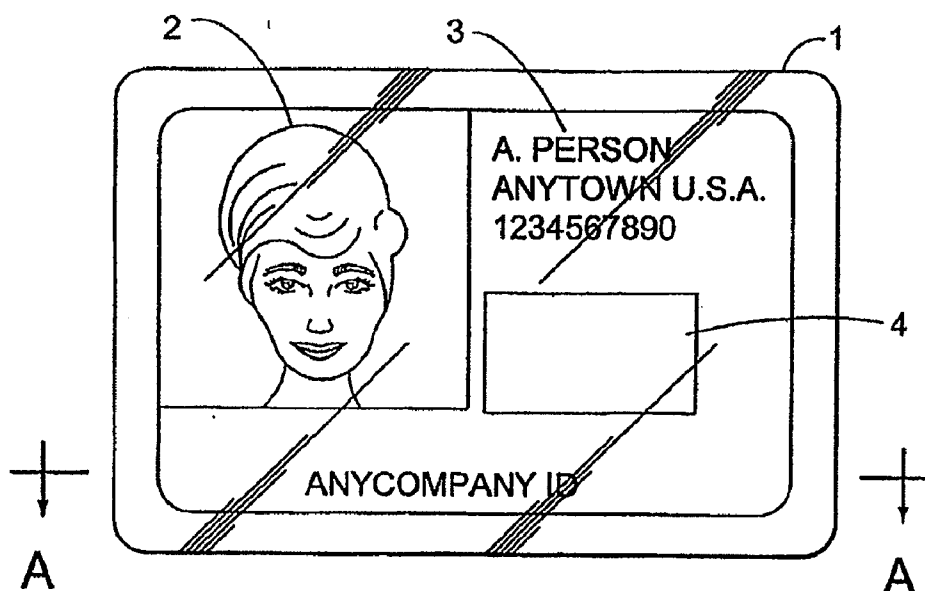 2 3 1
A. PERSON
ANYTOWN U.S.A.
1234567890
4
ANYCOMPANY ID
A A